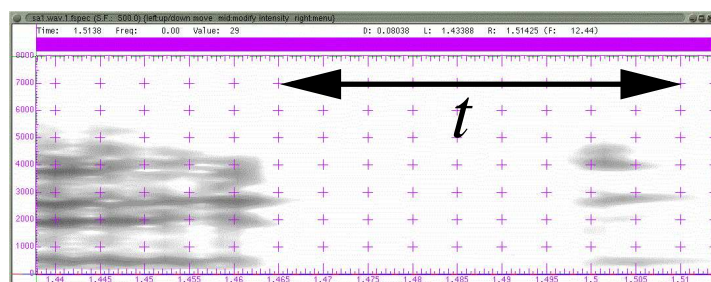 sa1.wav.1.fspec (S.F.: 500.0) {left:up/down move mid:modify intensity right:menu}
Time: 1.5138 Freq: 0.00 Value: 29 D: 0.08038 L: 1.43388 R: 1.51425 (F: 12.44)
8000
7000
6000
5000
4000
3000
2000
1000
0
t
1.44 1.445 1.45 1.455 1.46 1.465 1.47 1.475 1.48 1.485 1.49 1.495 1.5 1.505 1.51